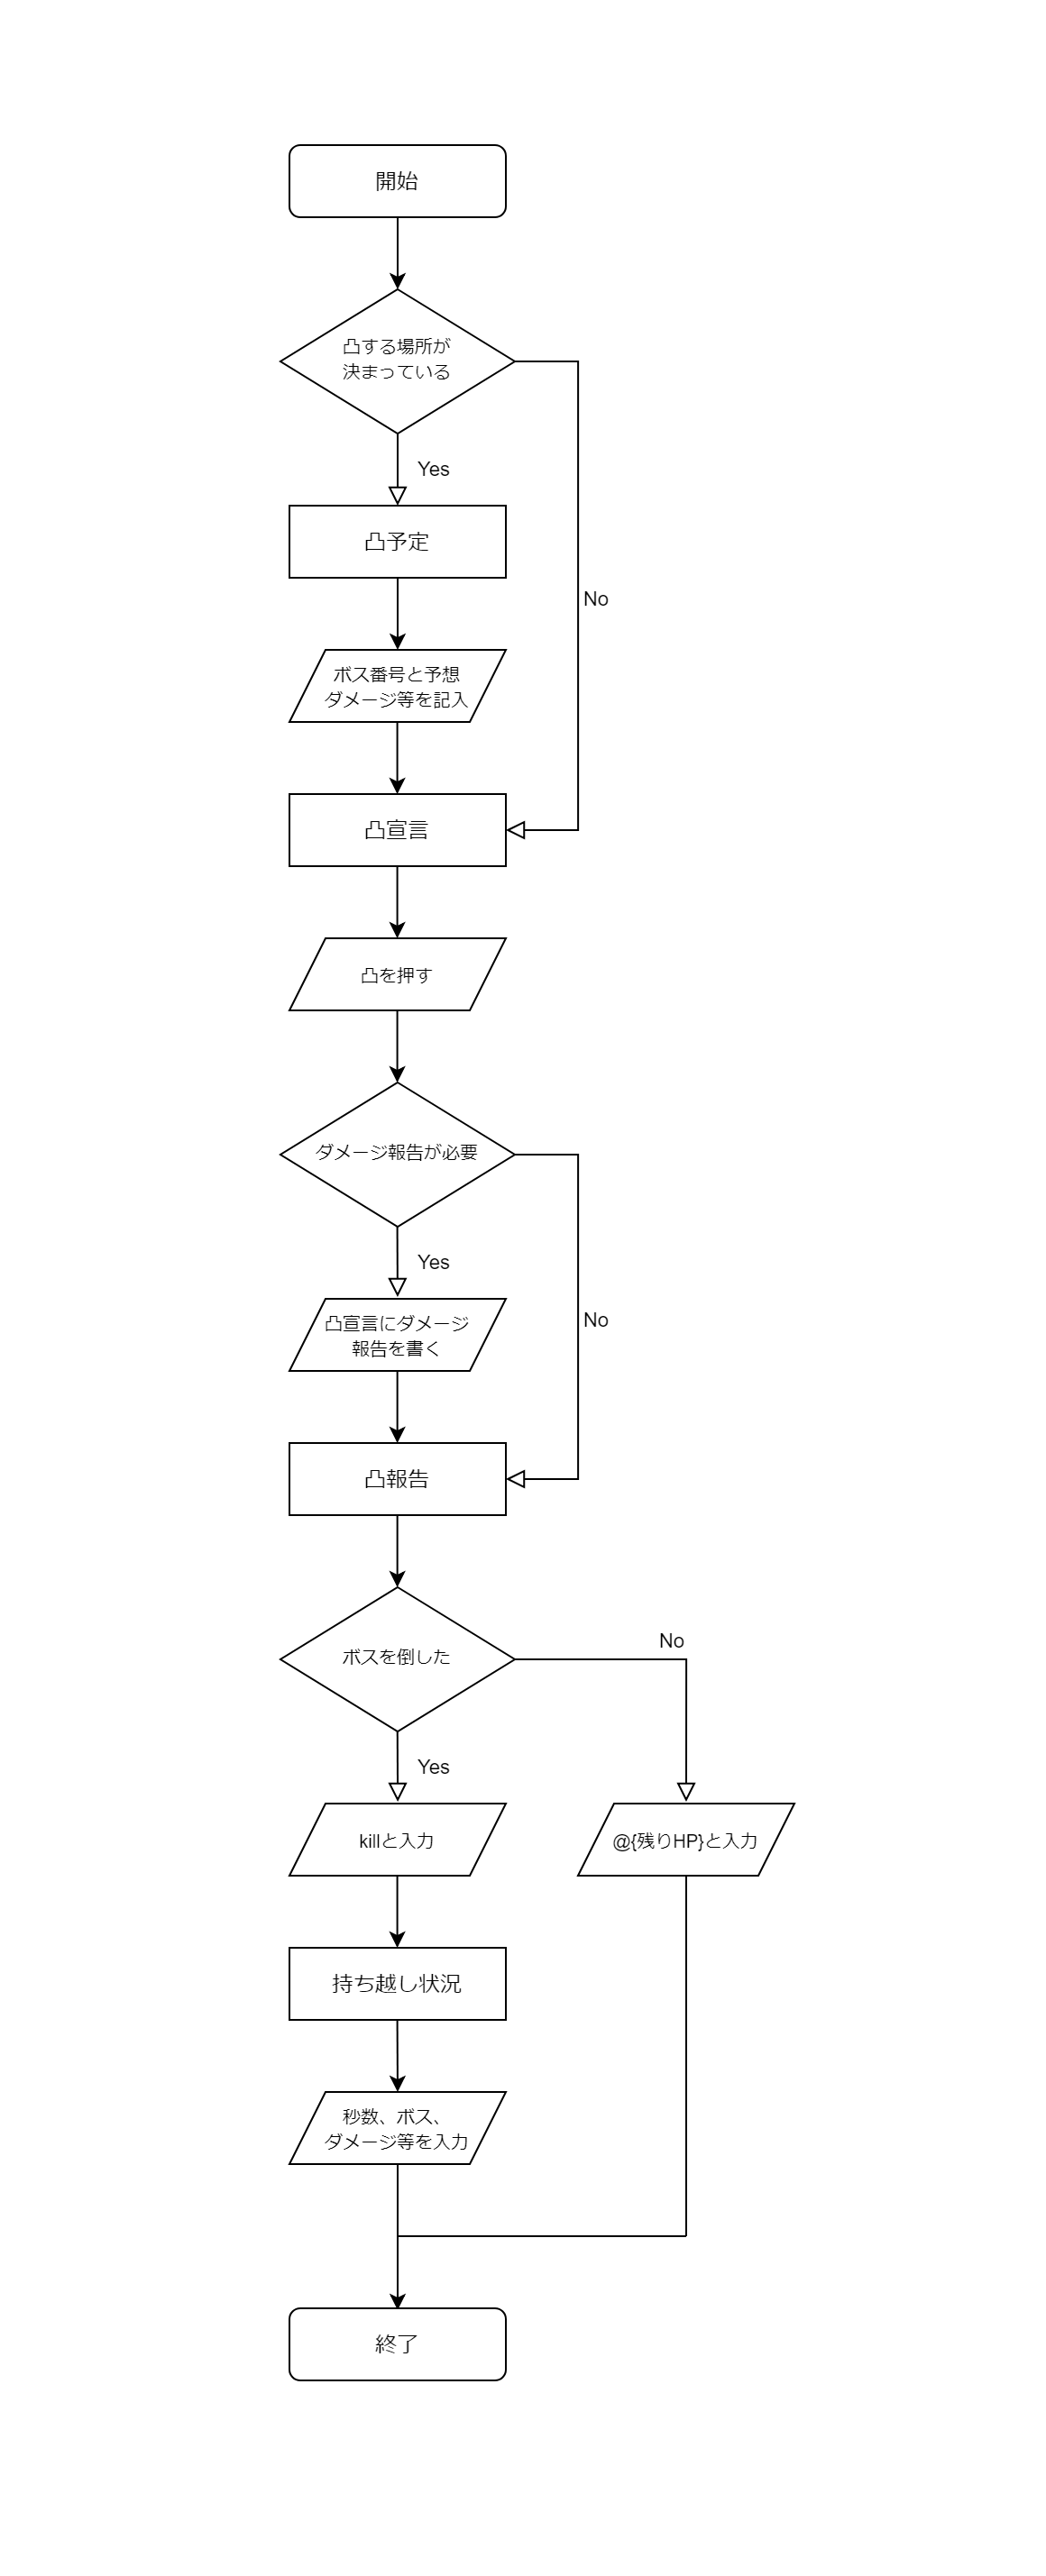 開始
凸する場所が
決まっている
Yes
凸予定
No
ボス番号と予想
ダメージ等を記入
凸宣言
凸を押す
ダメージ報告が必要
Yes
No
凸宣言にダメージ
報告を書く
凸報告
No
ボスを倒した
Yes
killと入力
@{残りHP}と入力
持ち越し状況
秒数、ボス、
ダメージ等を入力
終了